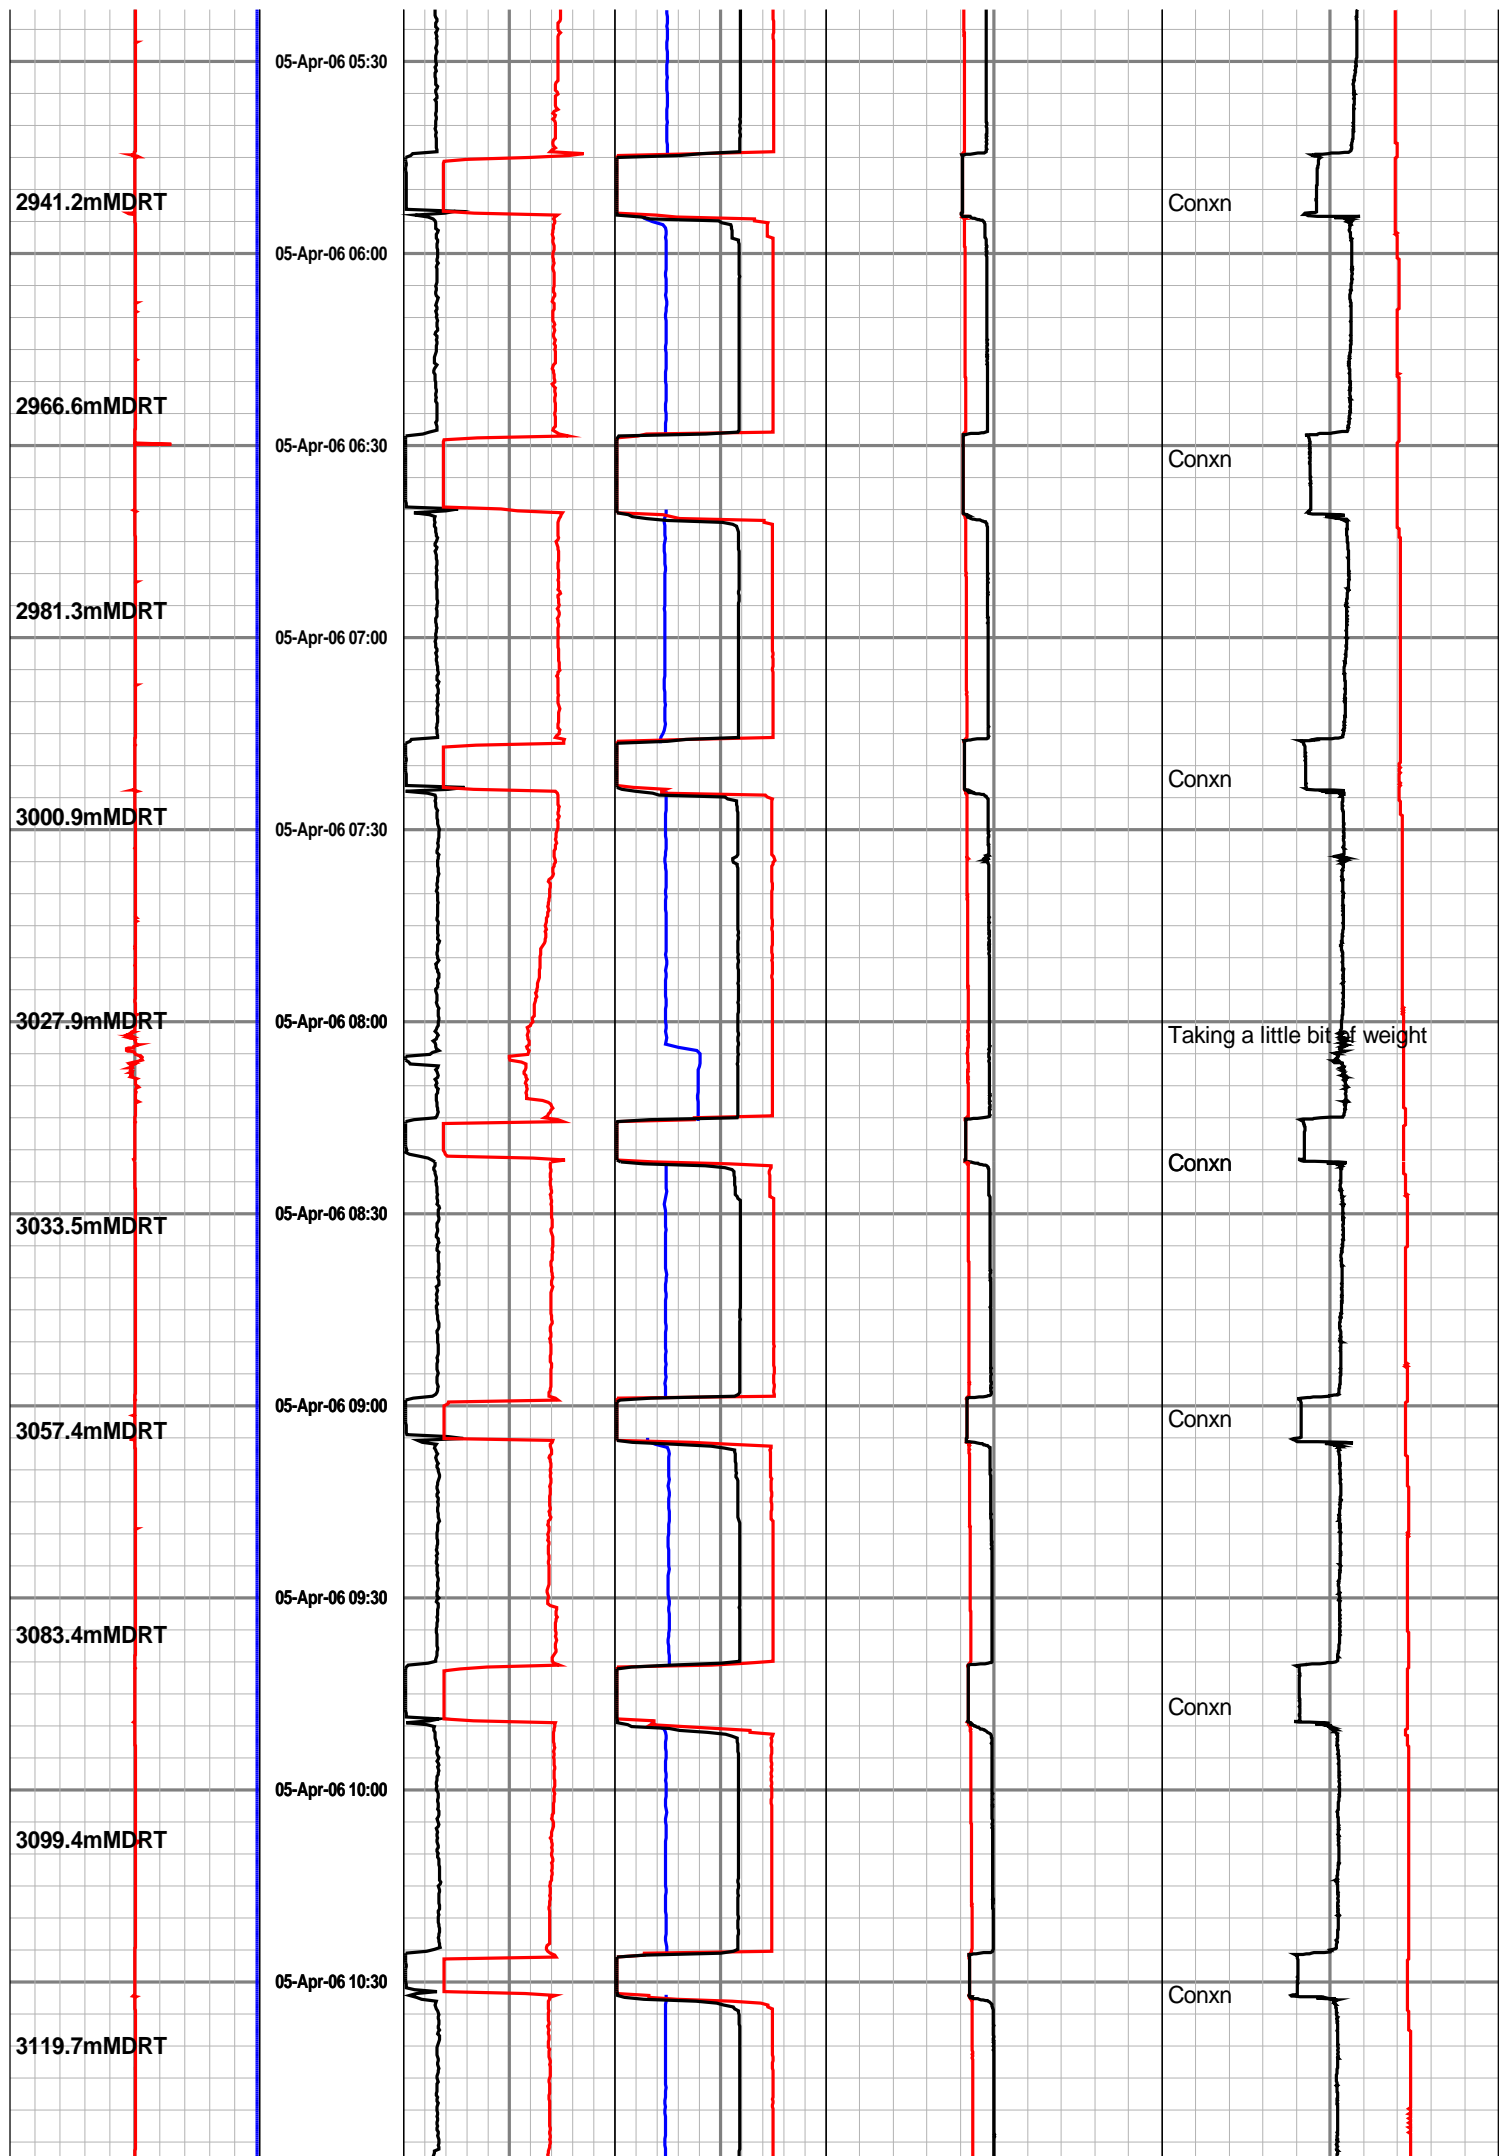 05-Apr-06 05:30
2941.2mMDRT
Conxn
05-Apr-06 06:00
2966.6mMDRT
05-Apr-06 06:30
Conxn
2981.3mMDRT
05-Apr-06 07:00
Conxn
3000.9mMDRT
05-Apr-06 07:30
3027.9mMDRT
05-Apr-06 08:00
Taking a little bit of weight
Conxn
3033.5mMDRT
05-Apr-06 08:30
05-Apr-06 09:00
Conxn
3057.4mMDRT
05-Apr-06 09:30
3083.4mMDRT
Conxn
05-Apr-06 10:00
3099.4mMDRT
05-Apr-06 10:30
Conxn
3119.7mMDRT